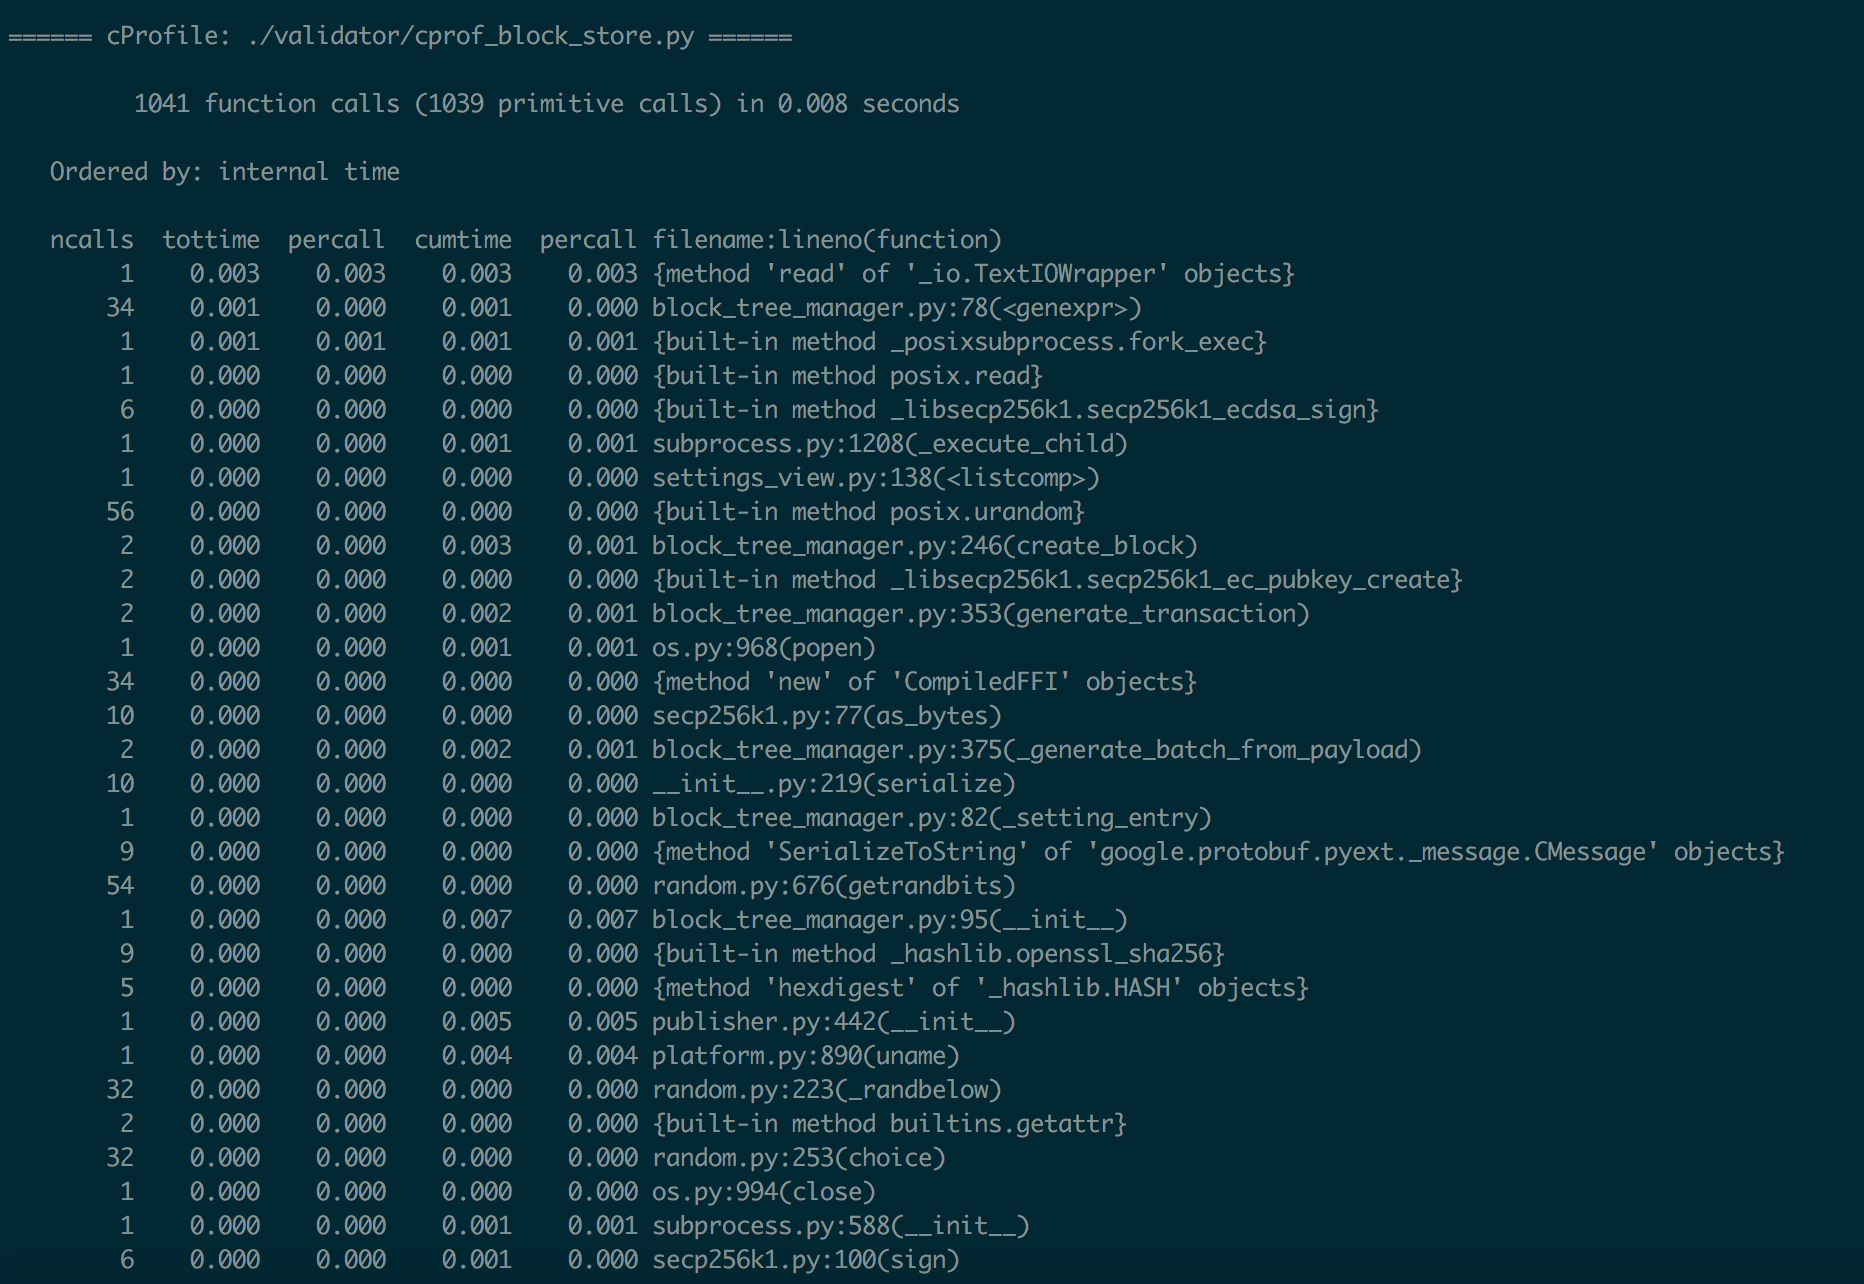 ====== cProfile: ./validator/cprof_block_store.py ======
1041 function calls (1039 primitive calls) in 0.008 seconds
Ordered by: internal time
ncalls  tottime  percall  cumtime  percall filename:lineno(function)
1    0.003    0.003    0.003    0.003 {method 'read' of '_io.TextIOWrapper' objects}
34    0.001    0.000    0.001    0.000 block_tree_manager.py:78(<genexpr>)
1    0.001    0.001    0.001    0.001 {built-in method _posixsubprocess.fork_exec}
1    0.000    0.000    0.000    0.000 {built-in method posix.read}
6    0.000    0.000    0.000    0.000 {built-in method _libsecp256k1.secp256k1_ecdsa_sign}
1    0.000    0.000    0.001    0.001 subprocess.py:1208(_execute_child)
1    0.000    0.000    0.000    0.000 settings_view.py:138(<listcomp>)
56    0.000    0.000    0.000    0.000 {built-in method posix.urandom}
2    0.000    0.000    0.003    0.001 block_tree_manager.py:246(create_block)
2    0.000    0.000    0.000    0.000 {built-in method _libsecp256k1.secp256k1_ec_pubkey_create}
2    0.000    0.000    0.002    0.001 block_tree_manager.py:353(generate_transaction)
1    0.000    0.000    0.001    0.001 os.py:968(popen)
34    0.000    0.000    0.000    0.000 {method 'new' of 'CompiledFFI' objects}
10    0.000    0.000    0.000    0.000 secp256k1.py:77(as_bytes)
2    0.000    0.000    0.002    0.001 block_tree_manager.py:375(_generate_batch_from_payload)
10    0.000    0.000    0.000    0.000 __init__.py:219(serialize)
1    0.000    0.000    0.000    0.000 block_tree_manager.py:82(_setting_entry)
9    0.000    0.000    0.000    0.000 {method 'SerializeToString' of 'google.protobuf.pyext._message.CMessage' objects}
54    0.000    0.000    0.000    0.000 random.py:676(getrandbits)
1    0.000    0.000    0.007    0.007 block_tree_manager.py:95(__init__)
9    0.000    0.000    0.000    0.000 {built-in method _hashlib.openssl_sha256}
5    0.000    0.000    0.000    0.000 {method 'hexdigest' of '_hashlib.HASH' objects}
1    0.000    0.000    0.005    0.005 publisher.py:442(__init__)
1    0.000    0.000    0.004    0.004 platform.py:890(uname)
32    0.000    0.000    0.000    0.000 random.py:223(_randbelow)
2    0.000    0.000    0.000    0.000 {built-in method builtins.getattr}
32    0.000    0.000    0.000    0.000 random.py:253(choice)
1    0.000    0.000    0.000    0.000 os.py:994(close)
1    0.000    0.000    0.001    0.001 subprocess.py:588(__init__)
6    0.000    0.000    0.001    0.000 secp256k1.py:100(sign)